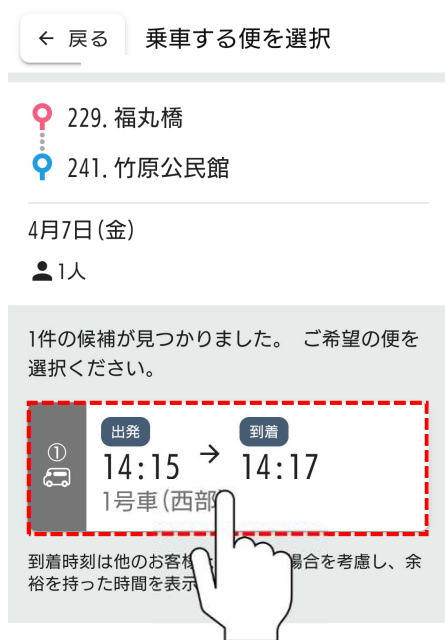 ← 戻る 乗車する便を選択
229. 福丸橋
241. 竹原公民館
4月7日(金)
1人
1件の候補が見つかりました。 ご希望の便を
選択ください。
出発 到着
① 14:15 → 14:17
1号車(西部
到着時刻は他のお客 場合を考慮し、余
裕を持った時間を表示